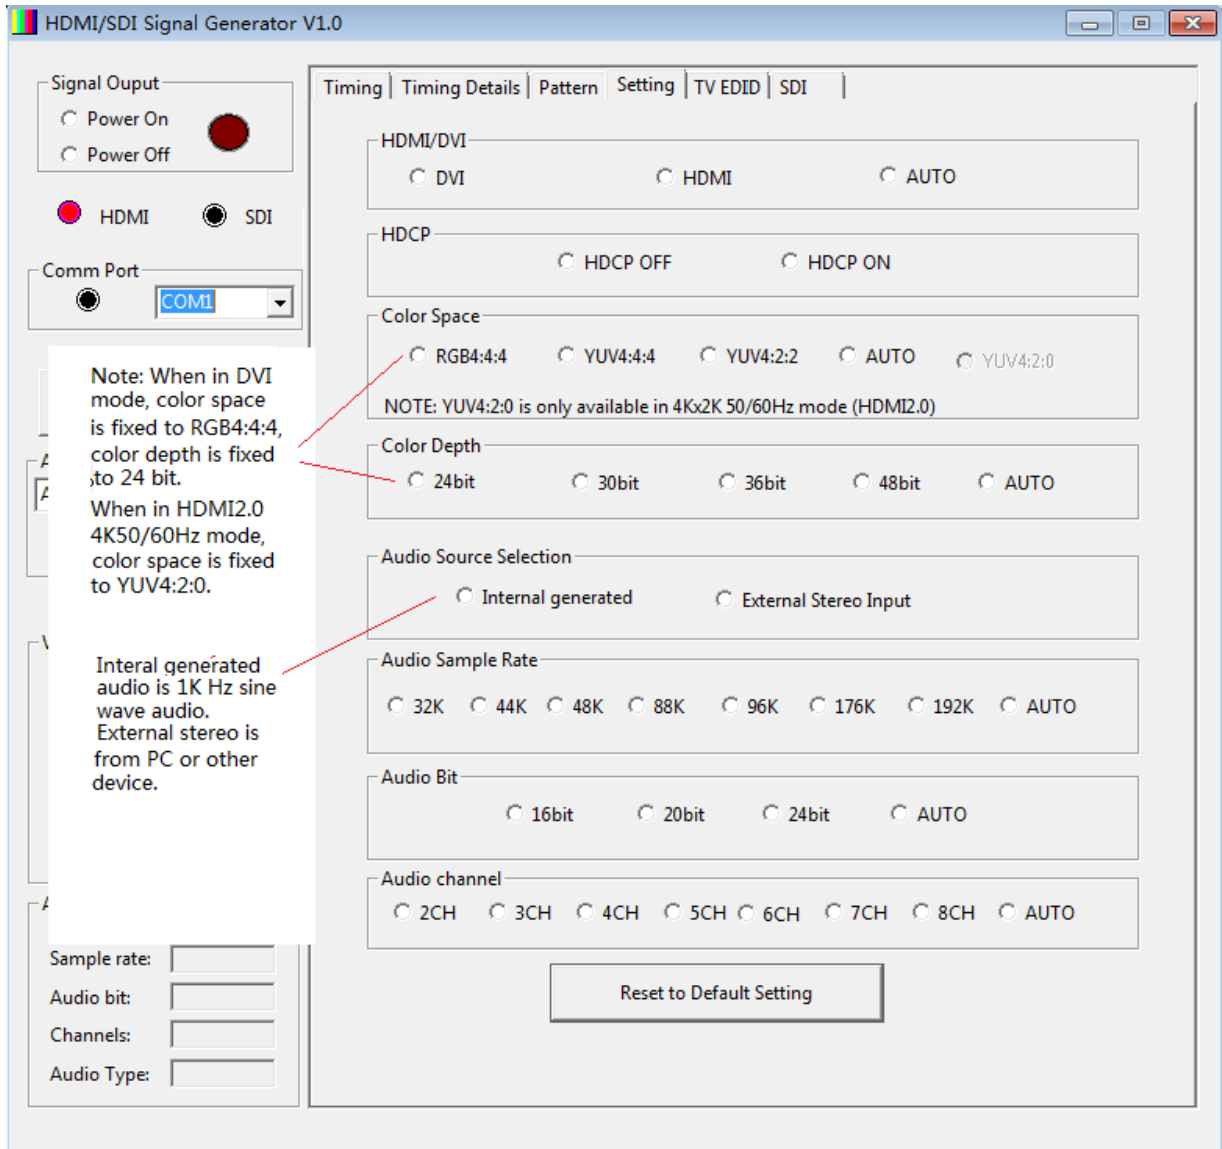 HDMI/SDI Signal Generator V1.0
Signal Ouput
Power On
Power Off
HDMI SDI
Comm Port
COM1
Note: When in DVI
mode, color space
is fixed to RGB4:4:4,
color depth is fixed
to 24 bit.
When in HDMI2.0
4K50/60Hz mode,
color space is fixed
to YUV4:2:0.
Interal generated
audio is 1K Hz sine
wave audio.
External stereo is
from PC or other
device.
Sample rate:
Audio bit:
Channels:
Audio Type:
Timing Timing Details Pattern Setting TV EDID SDI
HDMI/DVI
DVI HDMI AUTO
HDCP
HDCP OFF HDCP ON
Color Space
RGB4:4:4 YUV4:4:4 YUV4:2:2 AUTO YUV4:2:0
NOTE: YUV4:2:0 is only available in 4Kx2K 50/60Hz mode (HDMI2.0)
Color Depth
24bit 30bit 36bit 48bit AUTO
Audio Source Selection
Internal generated External Stereo Input
Audio Sample Rate
32K 44K 48K 88K 96K 176K 192K AUTO
Audio Bit
16bit 20bit 24bit AUTO
Audio channel
2CH 3CH 4CH 5CH 6CH 7CH 8CH AUTO
Reset to Default Setting